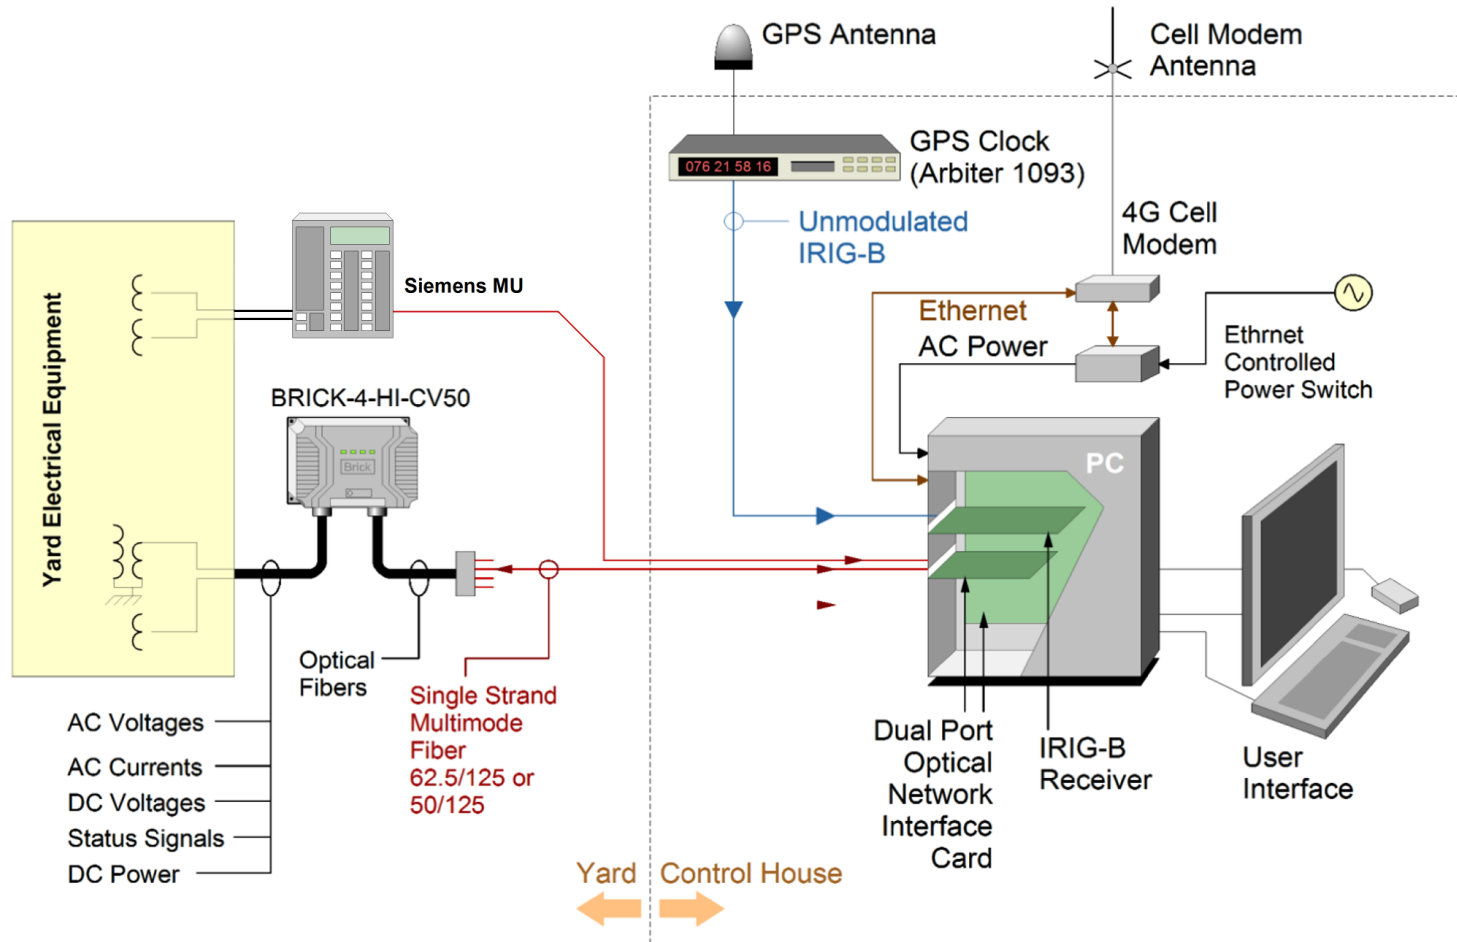 GPS Antenna
Cell Modem
Antenna
GPS Clock
(Arbiter 1093)
076 21 58 16
Unmodulated
IRIG-B
4G Cell
Modem
Siemens MU
Ethernet
AC Power
Ethrnet
Controlled
Power Switch
Yard Electrical Equipment
BRICK-4-HI-CV50
Brick
PC
Optical
Fibers
Single Strand
Multimode
Fiber
62.5/125 or
50/125
AC Voltages
AC Currents
DC Voltages
Status Signals
DC Power
Dual Port
Optical
Network
Interface
Card
IRIG-B
Receiver
User
Interface
Yard
Control House